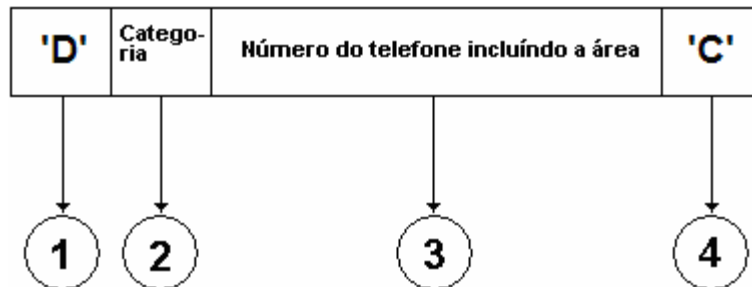 'D'
Catego-
ria
Número do telefone incluíndo a área
'C'
1
2
3
4